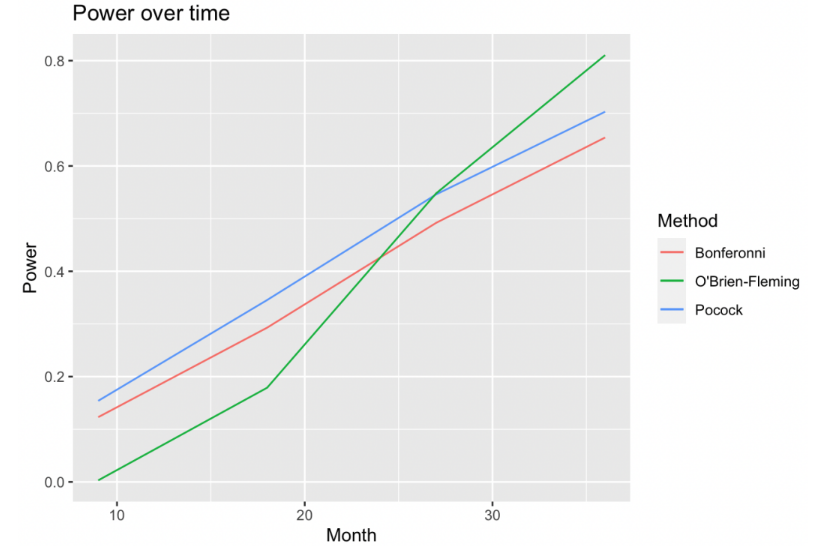 Power over time
0.8
0.6
0.4
0.2
0.0
Power
10 20 30
Month
Method
Bonferonni
O'Brien-Fleming
Pocock